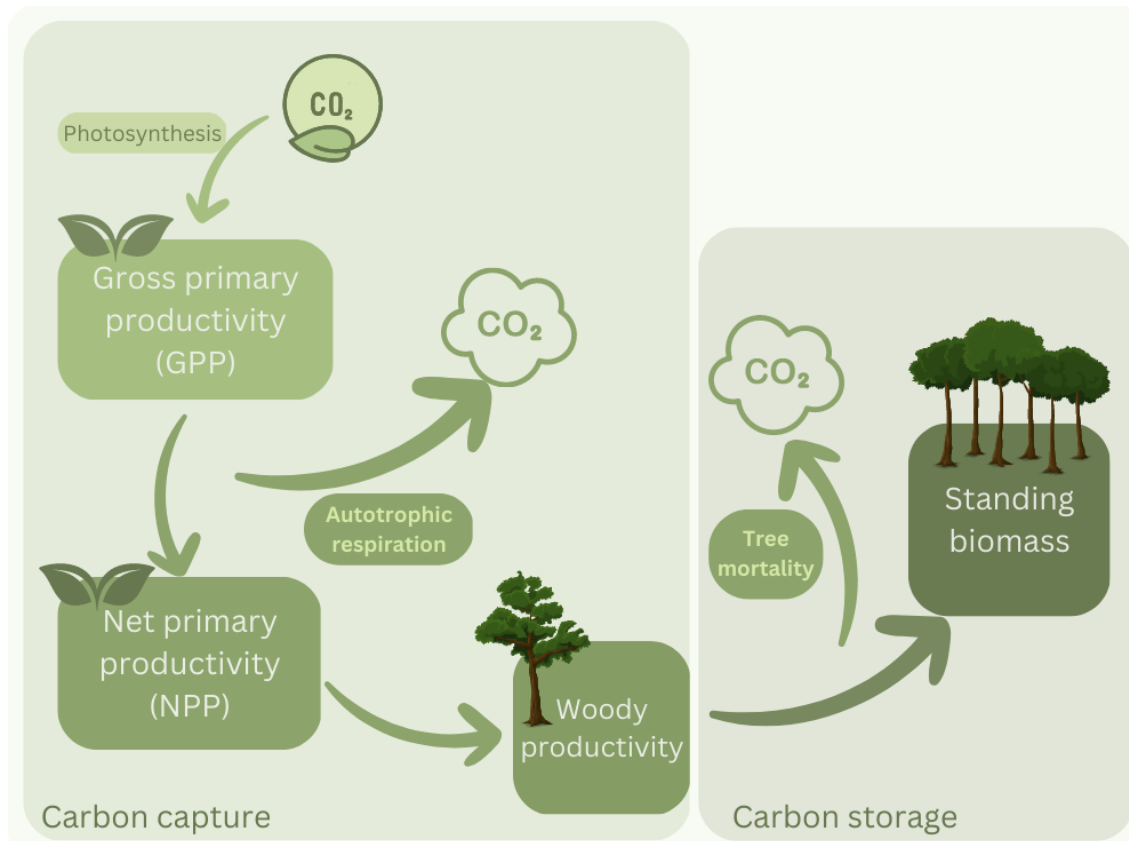 CO₂
Photosynthesis
Gross primary
productivity
(GPP)
CO₂
Autotrophic
respiration
Net primary
productivity
(NPP)
Woody
productivity
Carbon capture
CO₂
Tree
mortality
Standing
biomass
Carbon storage